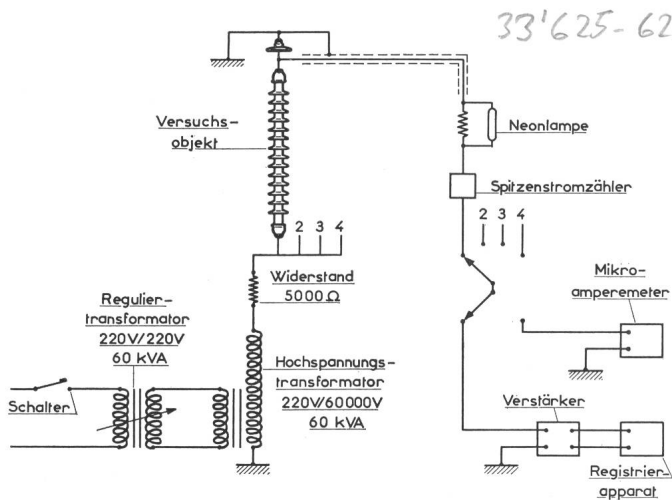 33'625-62
Versuchs-
objekt
Neonlampe
Spitzenstromzähler
2 3 4
2 3 4
Widerstand
5000 Ω
Mikro-
amperemeter
Regulier-
transformator
220V/220V
60 kVA
Hochspannungs-
transformator
220V/60000V
60 kVA
Schalter
Verstärker
Registrier-
apparat